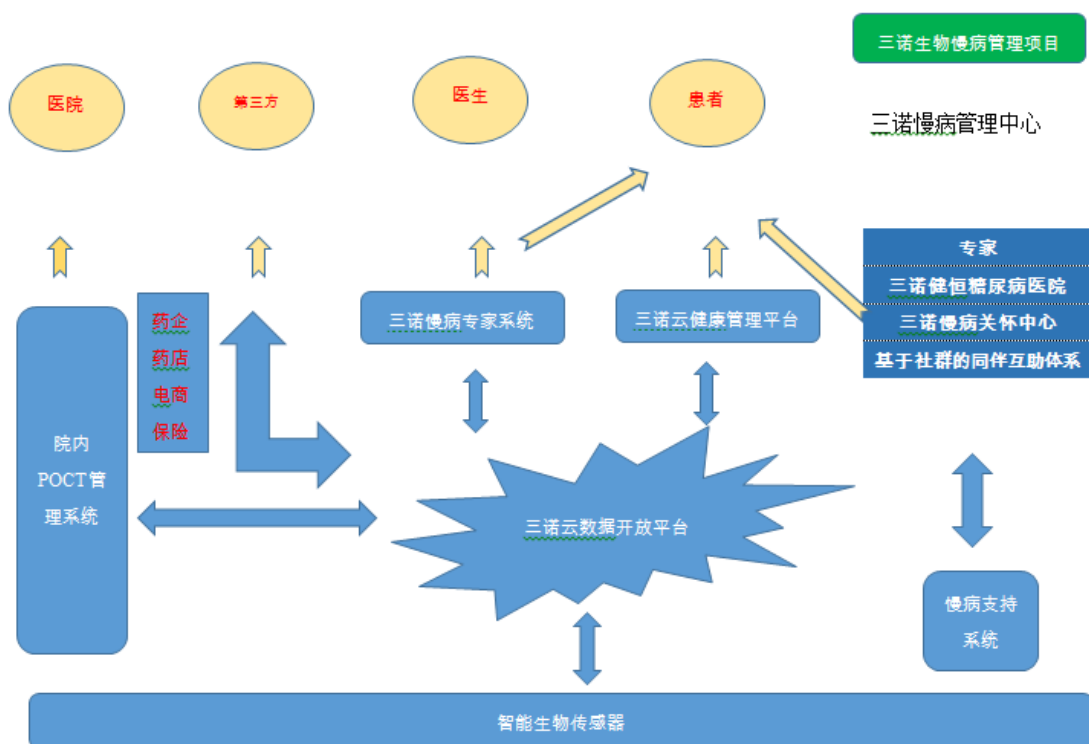 三诺生物慢病管理项目
医院
第三方
医生
患者
三诺慢病管理中心
专家
三诺健恒糖尿病医院
三诺慢病关怀中心
基于社群的同伴互助体系
药企
药店
电商
保险
三诺慢病专家系统
三诺云健康管理平台
院内
POCT管
理系统
三诺云数据开放平台
慢病支持
系统
智能生物传感器